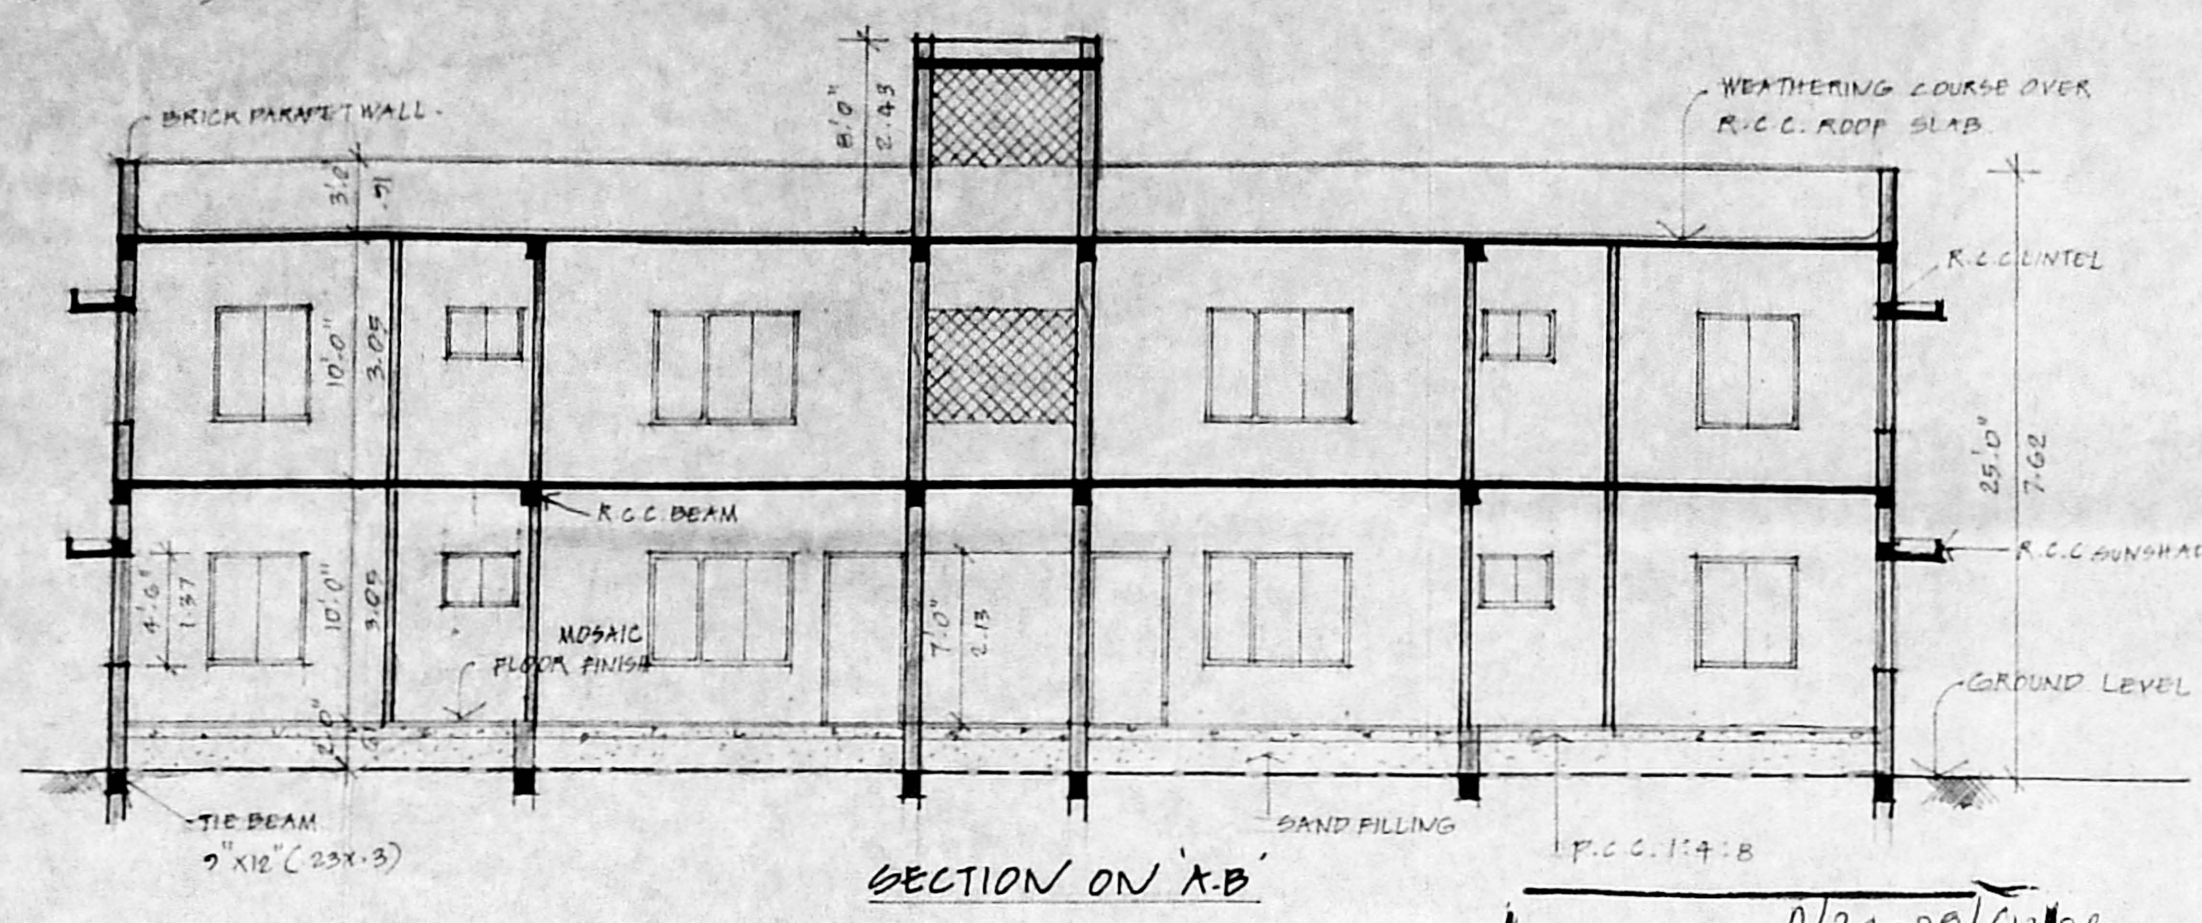 BRICK PARAPET WALL.
8'.0"
2.43
WEATHERING COURSE OVER
R.C.C. ROOF SLAB
3'.0"
.91
R.C.C. LINTEL
10'.0"
3.05
25'.0"
7.62
R.C.C. BEAM
R.C.C SUNSHAD
4'.6"
1.37
10'.0"
3.05
MOSAIC
FLOOR FINISH
7'.0"
2.13
GROUND LEVEL
2'.0"
.61
TIE BEAM
9"X12" (.23X.3)
SAND FILLING
P.C.C. 1:4:8
SECTION ON 'A-B'